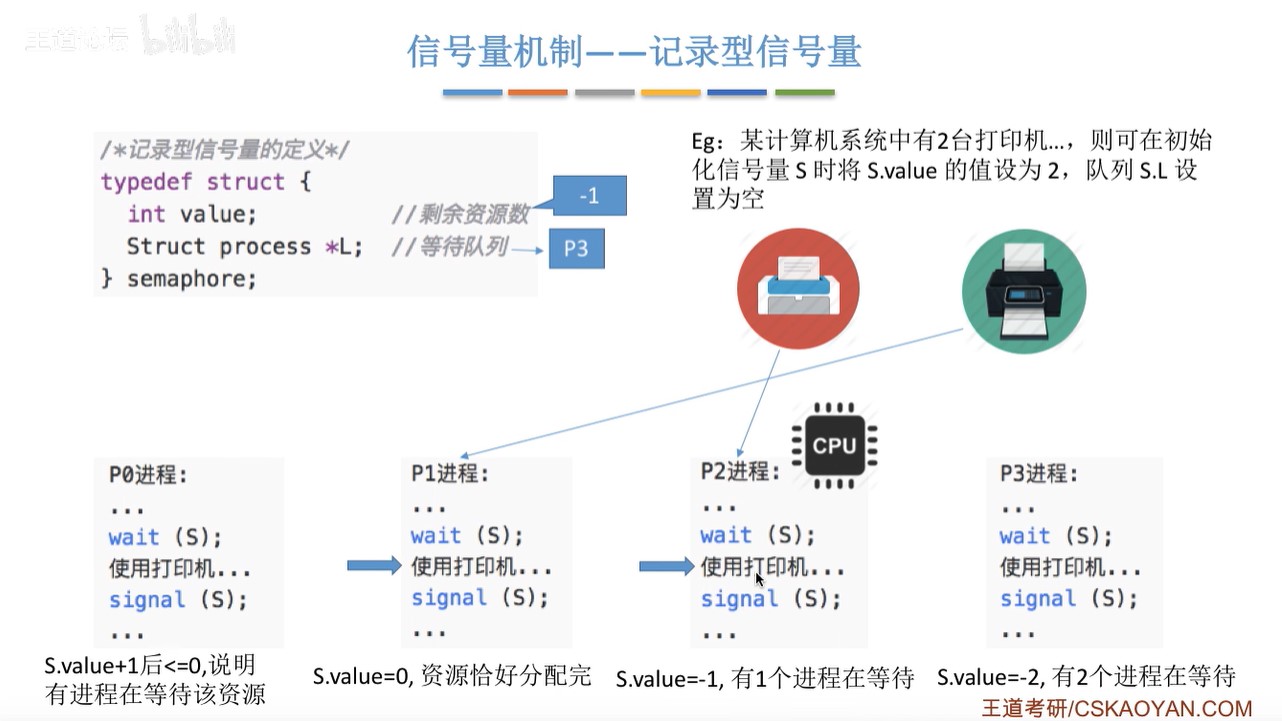 王道论坛 bilibili
信号量机制——记录型信号量
/*记录型信号量的定义*/
typedef struct {
int value; //剩余资源数
Struct process *L; //等待队列
} semaphore;
-1
P3
Eg：某计算机系统中有2台打印机...，则可在初始
化信号量 S 时将 S.value 的值设为 2，队列 S.L 设
置为空
CPU
P0进程：
...
wait (S);
使用打印机...
signal (S);
...
S.value+1后<=0,说明
有进程在等待该资源
P1进程：
...
wait (S);
使用打印机...
signal (S);
...
S.value=0, 资源恰好分配完
P2进程：
...
wait (S);
使用打印机...
signal (S);
...
S.value=-1, 有1个进程在等待
P3进程：
...
wait (S);
使用打印机...
signal (S);
...
S.value=-2, 有2个进程在等待
王道考研/CSKAOYAN.COM